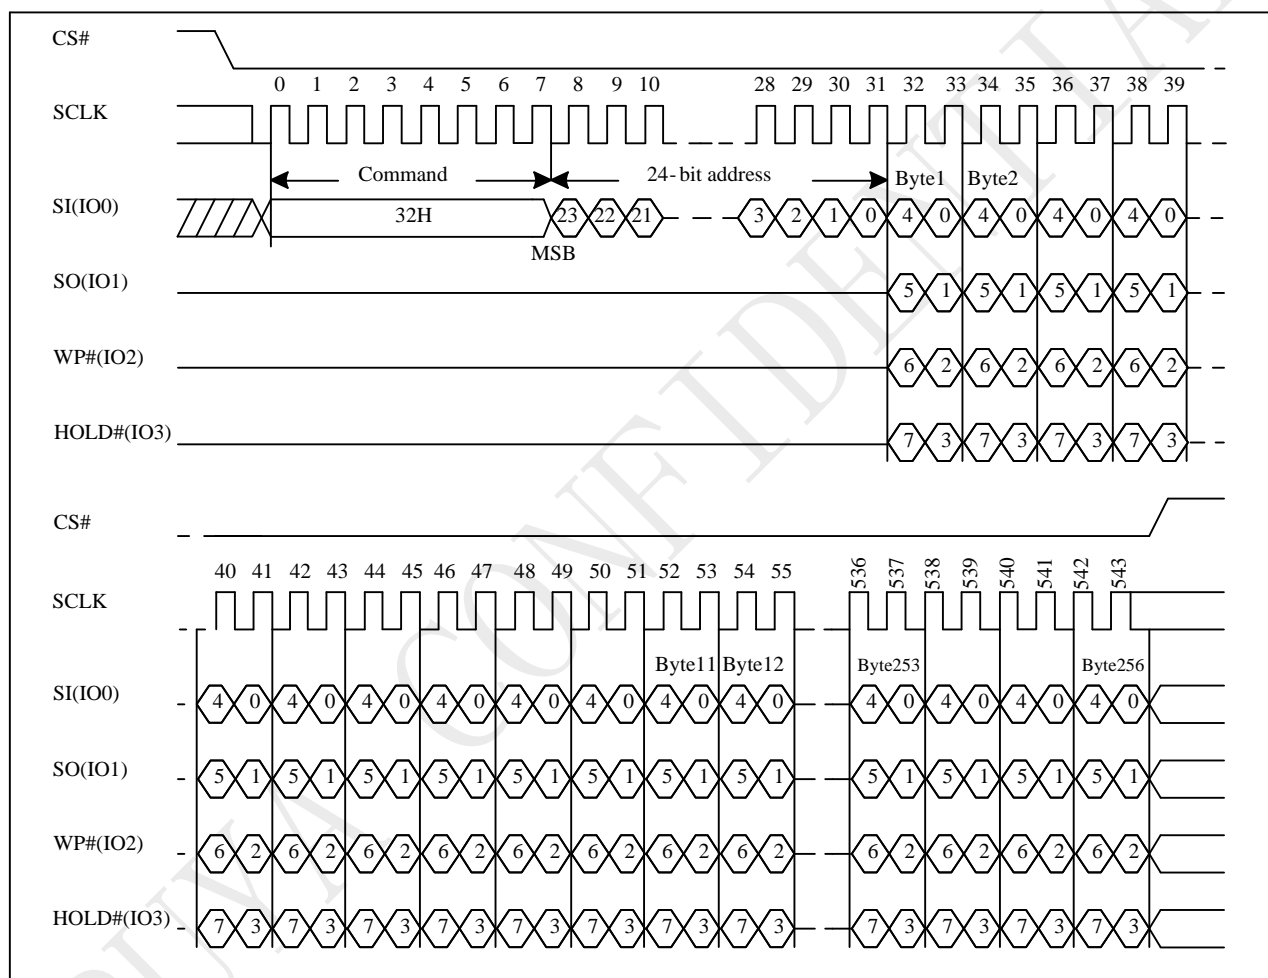 CS#
0 1 2 3 4 5 6 7 8 9 10 28 29 30 31 32 33 34 35 36 37 38 39
SCLK
Command 24-bit address Byte1 Byte2
SI(IO0) 32H 23 22 21 3 2 1 0 4 0 4 0 4 0 4 0
MSB
SO(IO1) 5 1 5 1 5 1 5 1
WP#(IO2) 6 2 6 2 6 2 6 2
HOLD#(IO3) 7 3 7 3 7 3 7 3
CS#
40 41 42 43 44 45 46 47 48 49 50 51 52 53 54 55 536 537 538 539 540 541 542 543
SCLK
Byte11 Byte12 Byte253 Byte256
SI(IO0) 4 0 4 0 4 0 4 0 4 0 4 0 4 0 4 0 4 0 4 0 4 0 4 0
SO(IO1) 5 1 5 1 5 1 5 1 5 1 5 1 5 1 5 1 5 1 5 1 5 1 5 1
WP#(IO2) 6 2 6 2 6 2 6 2 6 2 6 2 6 2 6 2 6 2 6 2 6 2 6 2
HOLD#(IO3) 7 3 7 3 7 3 7 3 7 3 7 3 7 3 7 3 7 3 7 3 7 3 7 3
CONFIDENTIAL